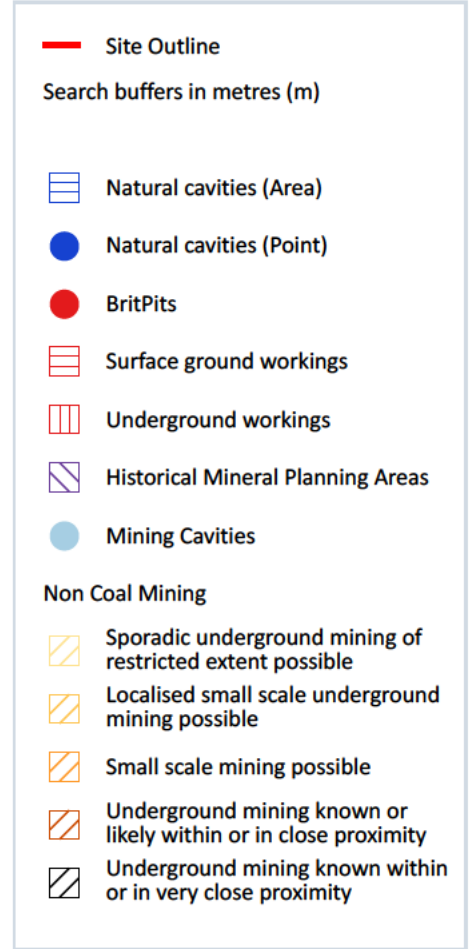 Site Outline
Search buffers in metres (m)
Natural cavities (Area)
Natural cavities (Point)
BritPits
Surface ground workings
Underground workings
Historical Mineral Planning Areas
Mining Cavities
Non Coal Mining
Sporadic underground mining of
restricted extent possible
Localised small scale underground
mining possible
Small scale mining possible
Underground mining known or
likely within or in close proximity
Underground mining known within
or in very close proximity